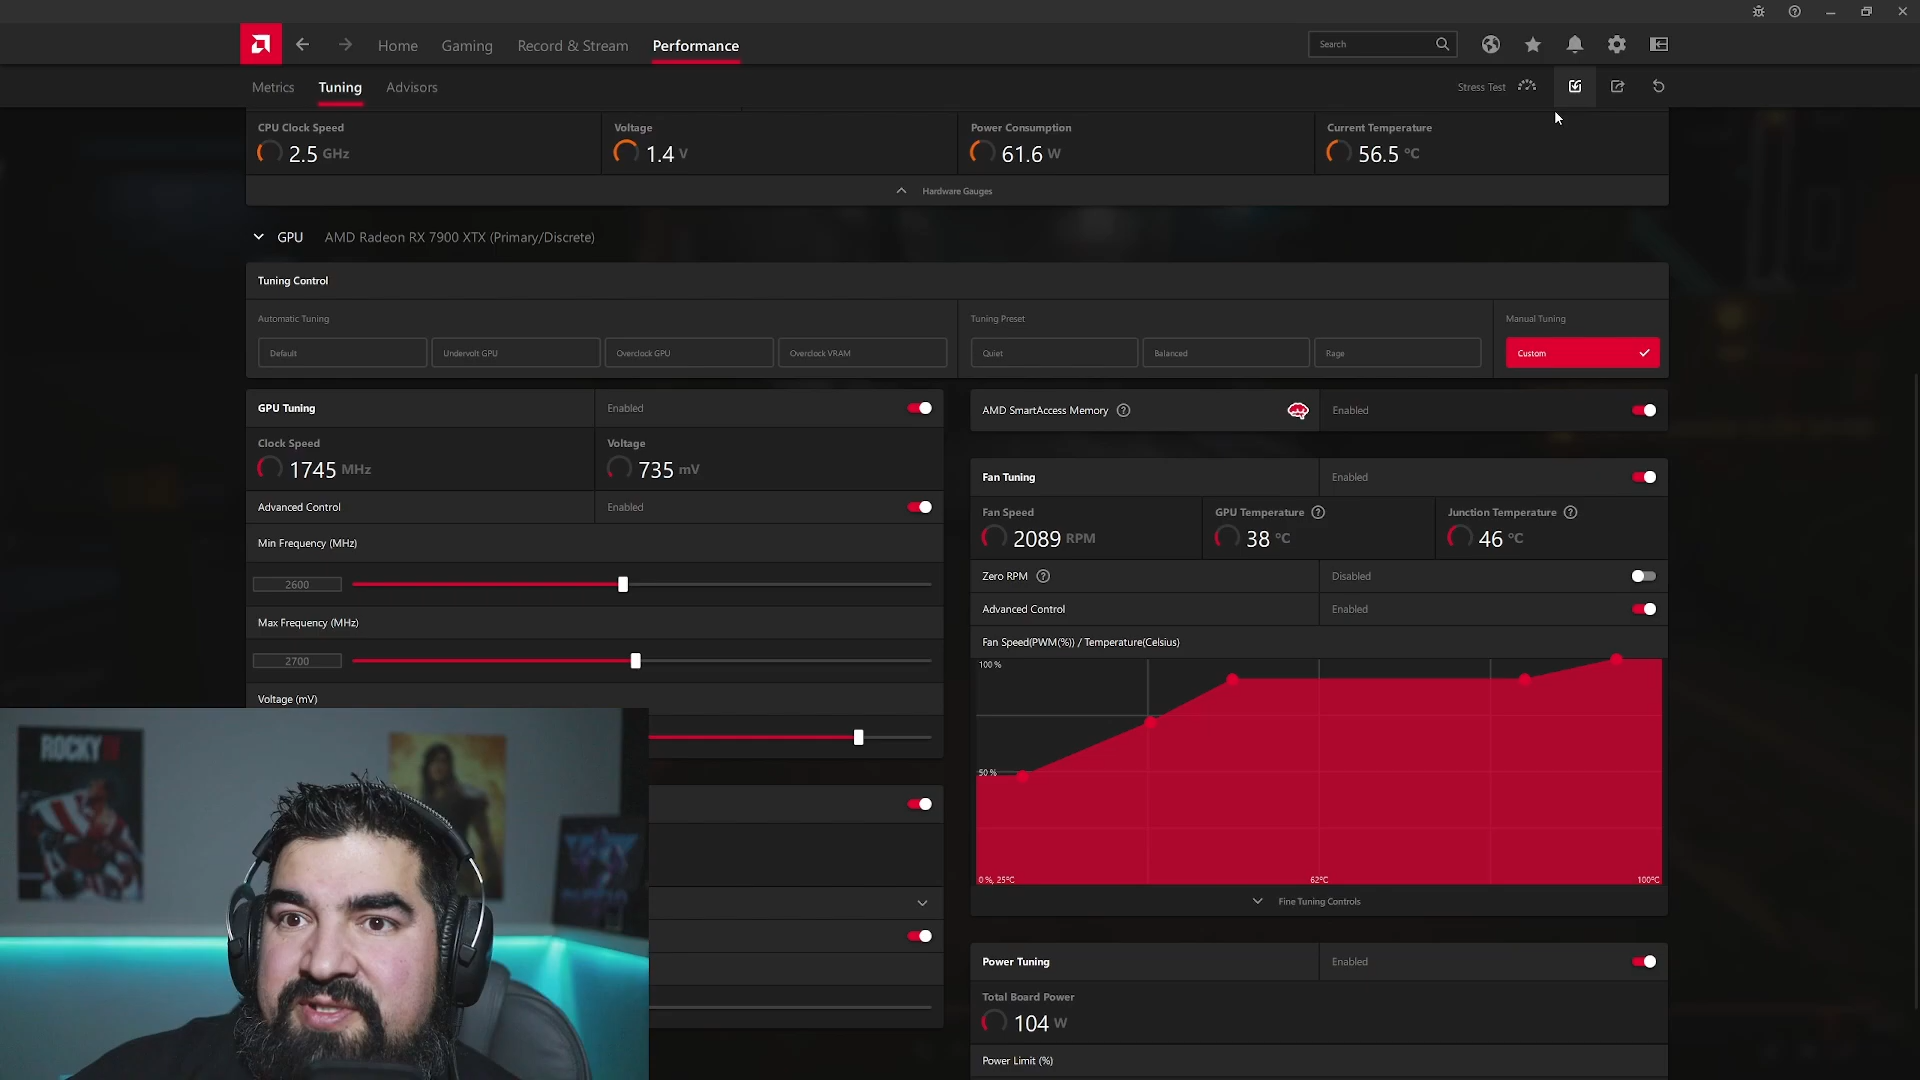 Home
Gaming
Record & Stream
Performance
Search
Metrics
Tuning
Advisors
Stress Test
CPU Clock Speed
2.5 GHz
Voltage
1.4 V
Power Consumption
61.6 W
Current Temperature
56.5 °C
Hardware Gauges
GPU
AMD Radeon RX 7900 XTX (Primary/Discrete)
Tuning Control
Automatic Tuning
Default
Undervolt GPU
Overclock GPU
Overclock VRAM
Tuning Preset
Quiet
Balanced
Rage
Manual Tuning
Custom
GPU Tuning
Enabled
Clock Speed
1745 MHz
Voltage
735 mV
Advanced Control
Enabled
Min Frequency (MHz)
2600
Max Frequency (MHz)
2700
Voltage (mV)
AMD SmartAccess Memory
Enabled
Fan Tuning
Enabled
Fan Speed
2089 RPM
GPU Temperature
38 °C
Junction Temperature
46 °C
Zero RPM
Disabled
Advanced Control
Enabled
Fan Speed(PWM(%)) / Temperature(Celsius)
100 %
50 %
0 %, 25°C
62°C
100°C
Fine Tuning Controls
Power Tuning
Enabled
Total Board Power
104 W
Power Limit (%)
ROCKY III